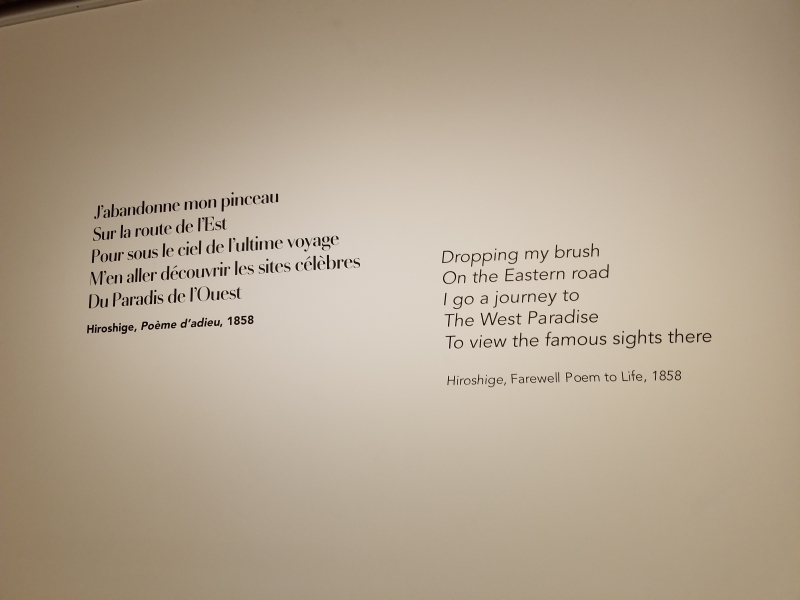 J'abandonne mon pinceau
Sur la route de l'Est
Pour sous le ciel de l'ultime voyage
M'en aller découvrir les sites célèbres
Du Paradis de l'Ouest
Hiroshige, Poème d'adieu, 1858
Dropping my brush
On the Eastern road
I go a journey to
The West Paradise
To view the famous sights there
Hiroshige, Farewell Poem to Life, 1858